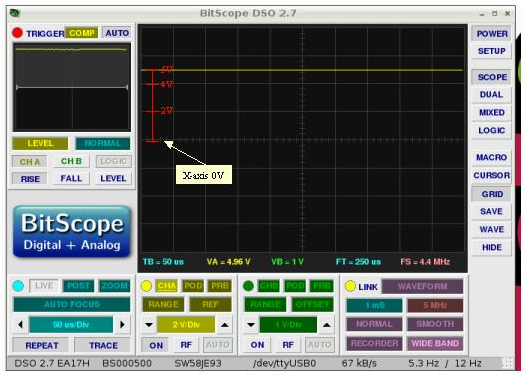 BitScope DSO 2.7
TRIGGER COMP AUTO
LEVEL NORMAL
CH A CH B LOGIC
RISE FALL LEVEL
BitScope
Digital + Analog
5V
4V
2V
X-axis 0V
TB = 50 us VA = 4.96 V VB = 1 V FT = 250 us FS = 4.4 MHz
POWER
SETUP
SCOPE
DUAL
MIXED
LOGIC
MACRO
CURSOR
GRID
SAVE
WAVE
HIDE
LIVE POST ZOOM
AUTO FOCUS
50 us/Div
REPEAT TRACE
CHA POD PRB
RANGE REF
2 V/Div
ON RF AUTO
CHB POD PRB
RANGE OFFSET
1 V/Div
ON RF AUTO
LINK WAVEFORM
1 mS 5 MHz
NORMAL SMOOTH
RECORDER WIDE BAND
DSO 2.7 EA17H BS000500 SW58JE93 /dev/ttyUSB0 67 kB/s 5.3 Hz / 12 Hz